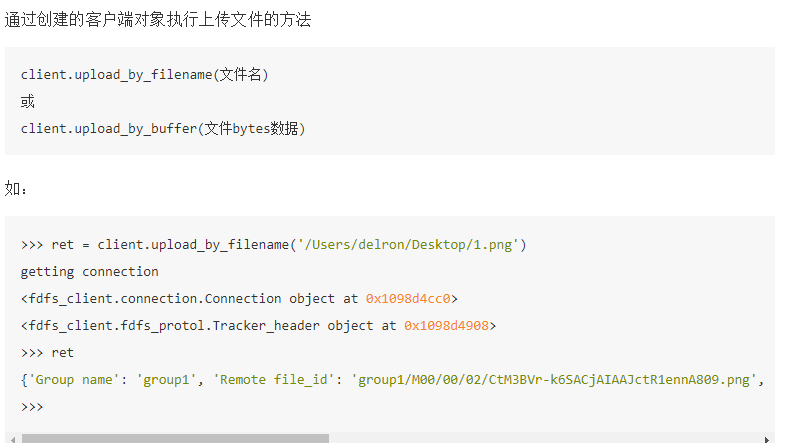 通过创建的客户端对象执行上传文件的方法
client.upload_by_filename(文件名)
或
client.upload_by_buffer(文件bytes数据)
如：
>>> ret = client.upload_by_filename('/Users/delron/Desktop/1.png')
getting connection
<fdfs_client.connection.Connection object at 0x1098d4cc0>
<fdfs_client.fdfs_protol.Tracker_header object at 0x1098d4908>
>>> ret
{'Group name': 'group1', 'Remote file_id': 'group1/M00/00/02/CtM3BVr-k6SACjAIAAJctR1ennA809.png',
>>>